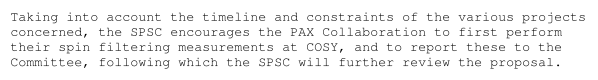 Taking into account the timeline and constraints of the various projects
concerned, the SPSC encourages the PAX Collaboration to first perform
their spin filtering measurements at COSY, and to report these to the
Committee, following which the SPSC will further review the proposal.